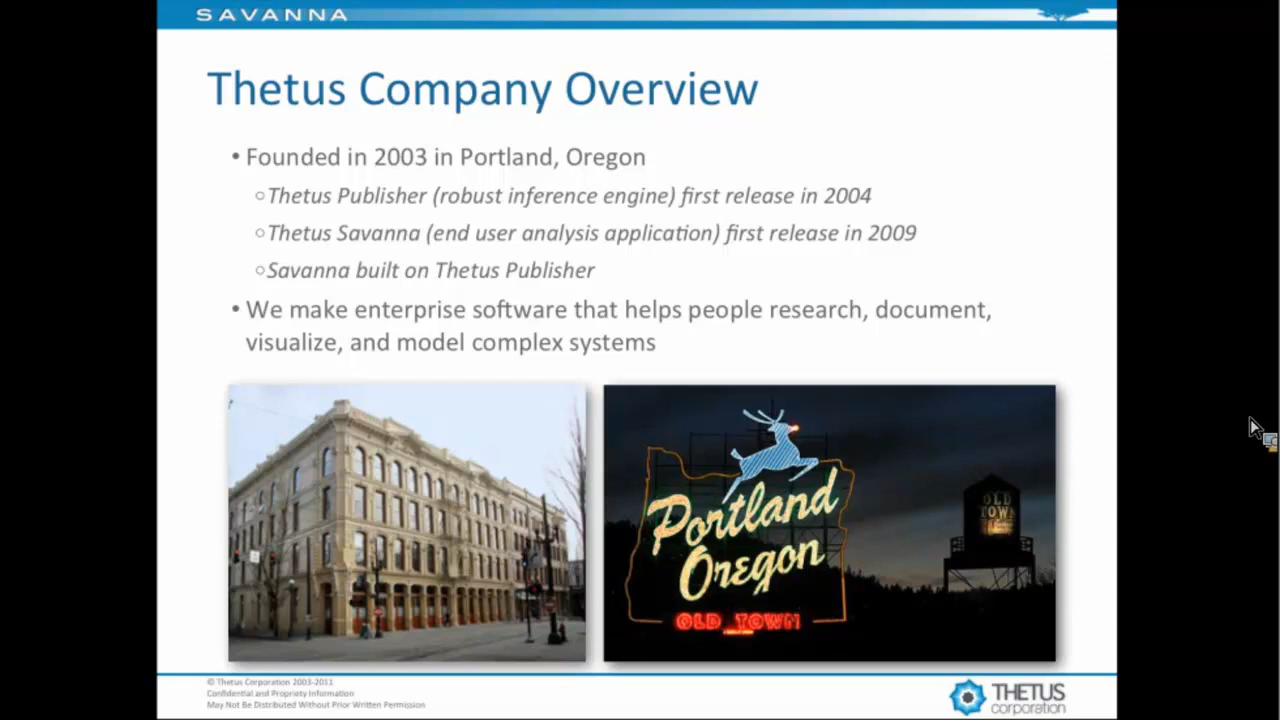 SAVANNA
Thetus Company Overview
• Founded in 2003 in Portland, Oregon
○Thetus Publisher (robust inference engine) first release in 2004
○Thetus Savanna (end user analysis application) first release in 2009
○Savanna built on Thetus Publisher
• We make enterprise software that helps people research, document,
visualize, and model complex systems
Portland
Oregon
OLD TOWN
OLD
TOWN
© Thetus Corporation 2003-2011
Confidential and Propriety Information
May Not Be Distributed Without Prior Written Permission
THETUS
corporation